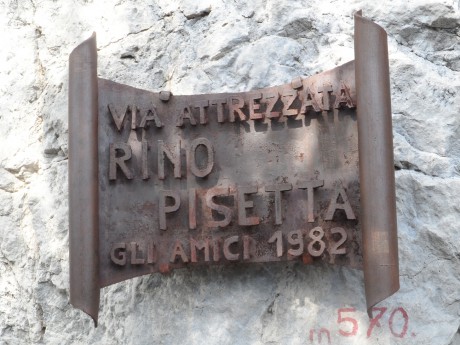 VIA ATTREZZATA
RINO
PISETTA
GLI AMICI 1982
m 570.